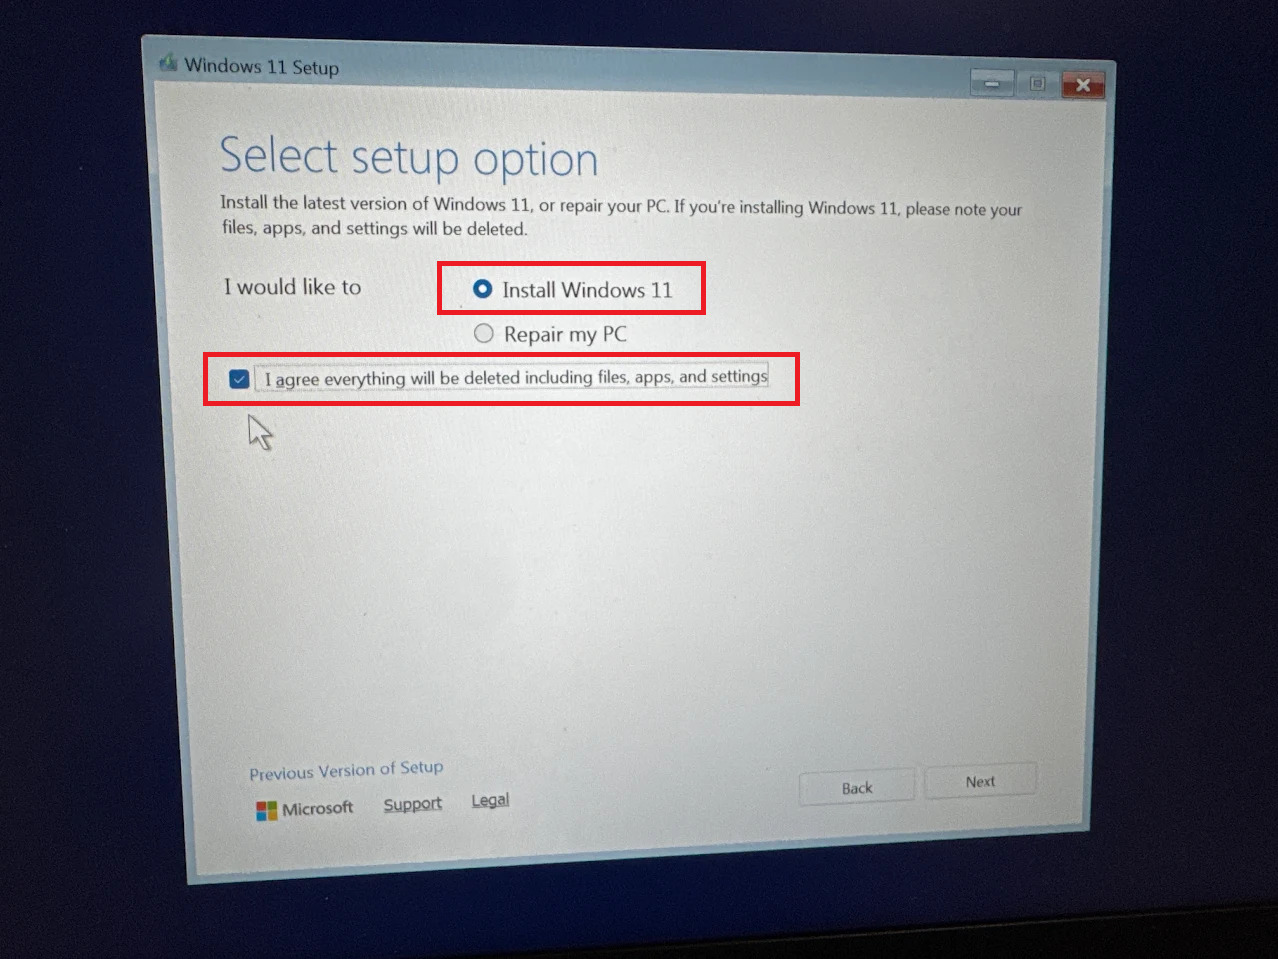 Windows 11 Setup
Select setup option
Install the latest version of Windows 11, or repair your PC. If you're installing Windows 11, please note your
files, apps, and settings will be deleted.
I would like to
Install Windows 11
Repair my PC
I agree everything will be deleted including files, apps, and settings
Previous Version of Setup
Microsoft Support Legal
Back Next